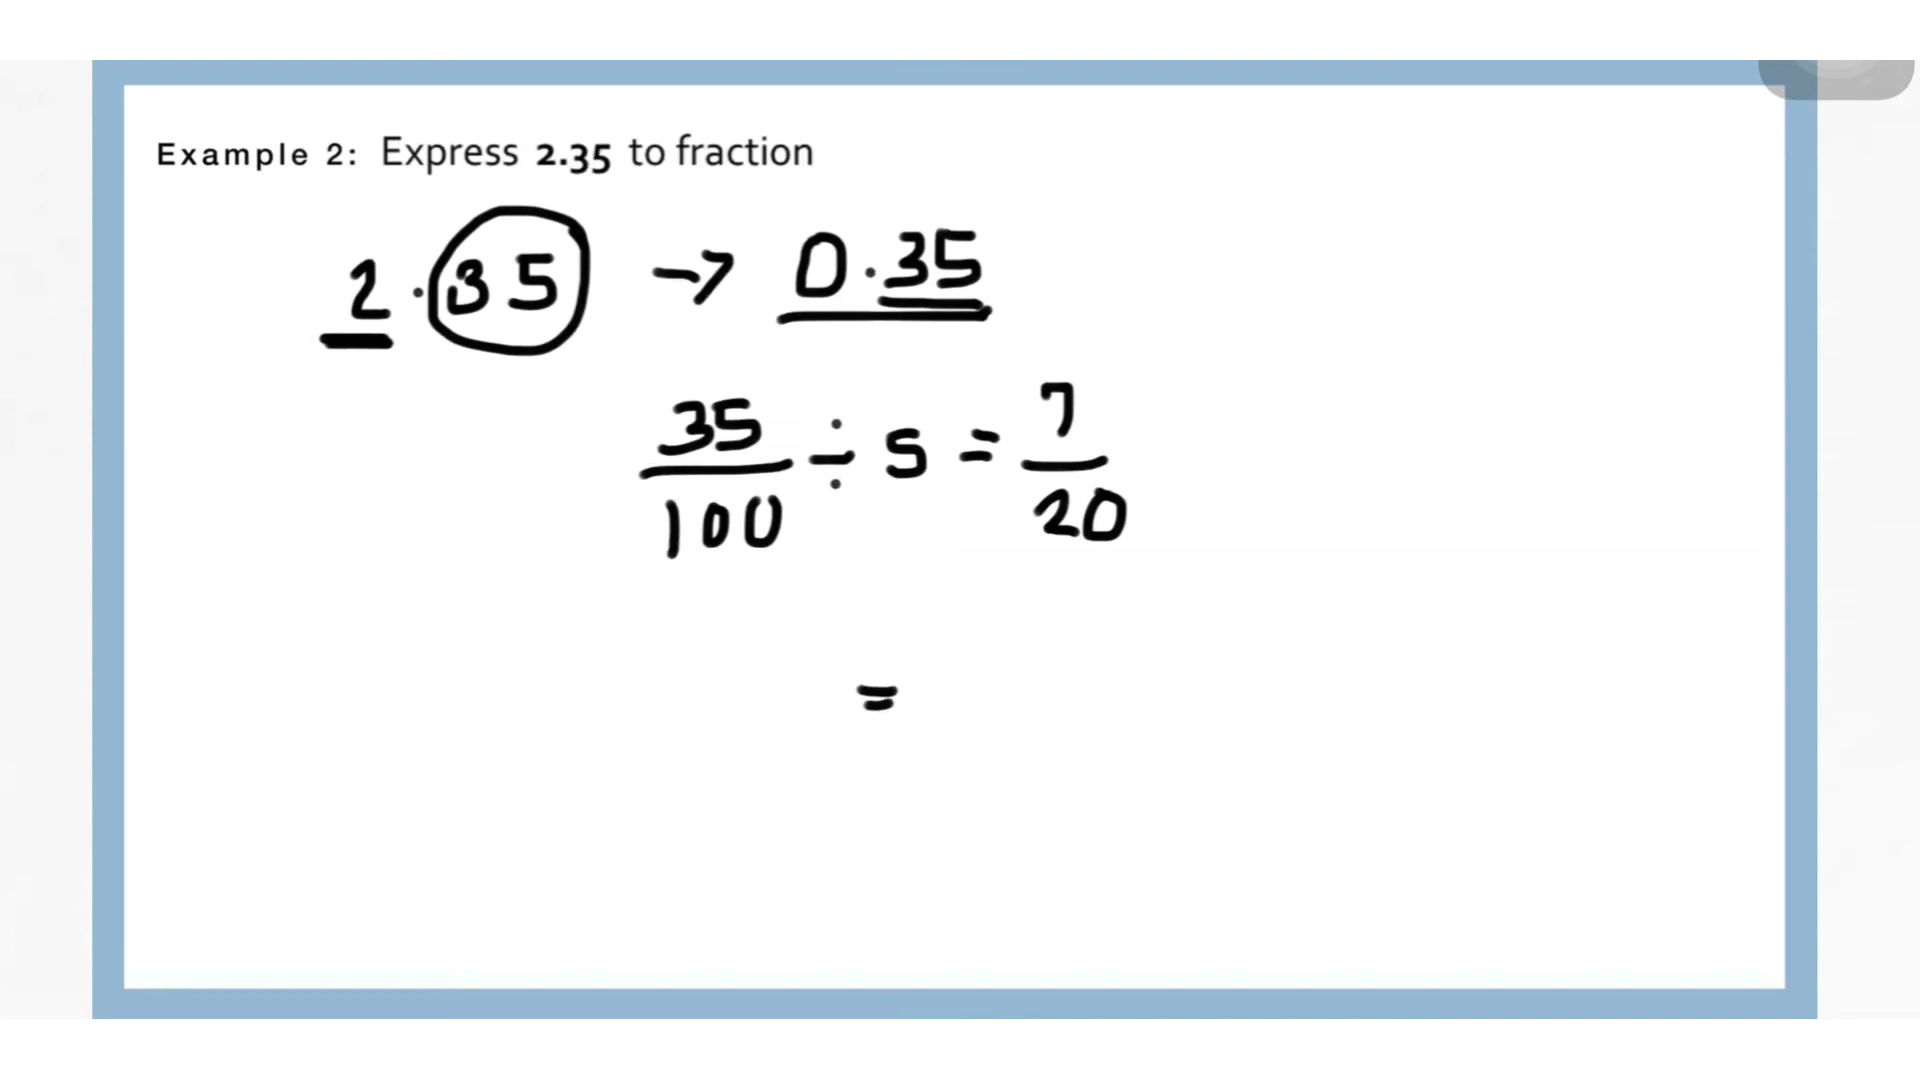 Example 2: Express 2.35 to fraction
2.35 → 0.35
35/100 ÷ 5 = 7/20
=